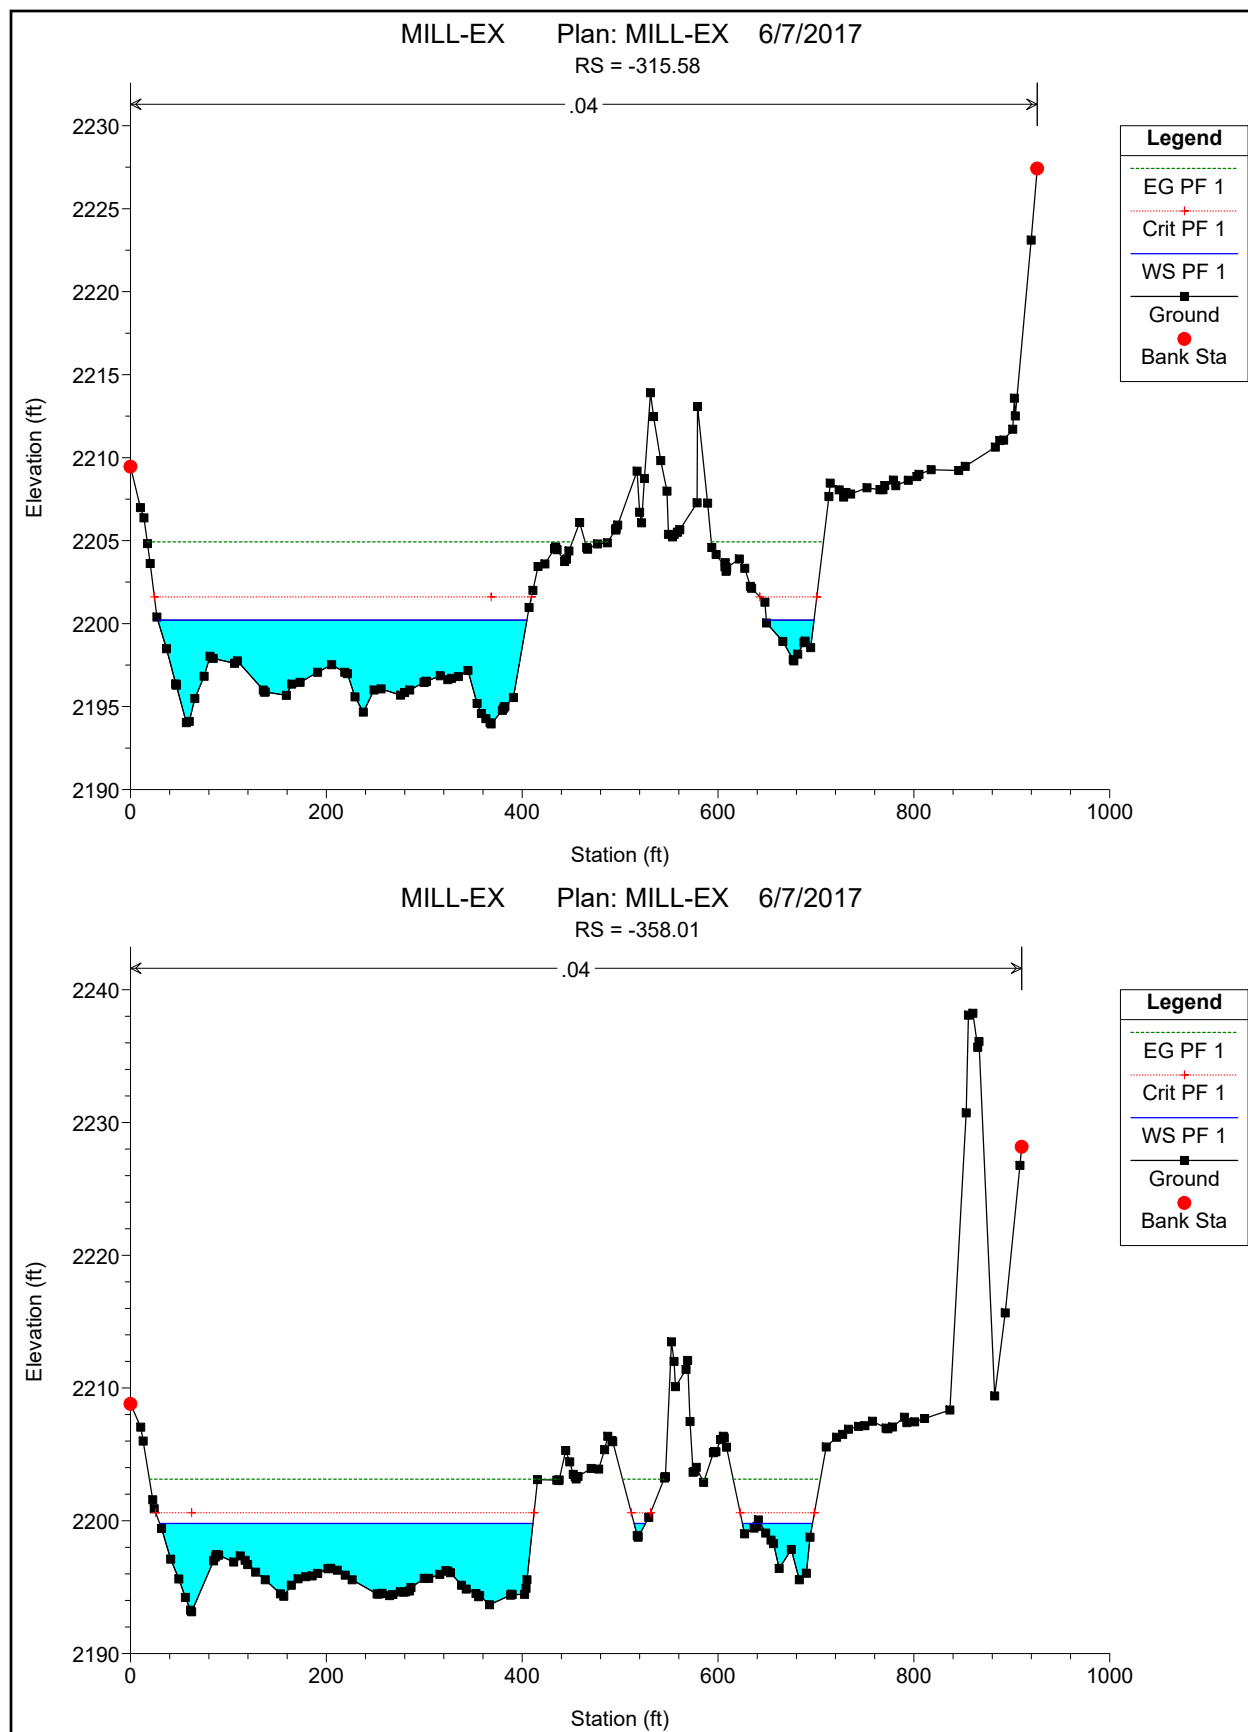 MILL-EX Plan: MILL-EX 6/7/2017
RS = -315.58
.04
2230
2225
2220
2215
2210
2205
2200
2195
2190
Elevation (ft)
0 200 400 600 800 1000
Station (ft)
Legend
EG PF 1
Crit PF 1
WS PF 1
Ground
Bank Sta
MILL-EX Plan: MILL-EX 6/7/2017
RS = -358.01
.04
2240
2230
2220
2210
2200
2190
Elevation (ft)
0 200 400 600 800 1000
Station (ft)
Legend
EG PF 1
Crit PF 1
WS PF 1
Ground
Bank Sta